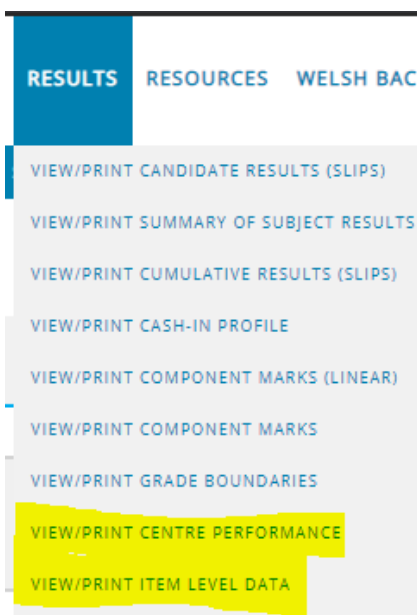 RESULTS RESOURCES WELSH BAC
VIEW/PRINT CANDIDATE RESULTS (SLIPS)
VIEW/PRINT SUMMARY OF SUBJECT RESULTS
VIEW/PRINT CUMULATIVE RESULTS (SLIPS)
VIEW/PRINT CASH-IN PROFILE
VIEW/PRINT COMPONENT MARKS (LINEAR)
VIEW/PRINT COMPONENT MARKS
VIEW/PRINT GRADE BOUNDARIES
VIEW/PRINT CENTRE PERFORMANCE
VIEW/PRINT ITEM LEVEL DATA